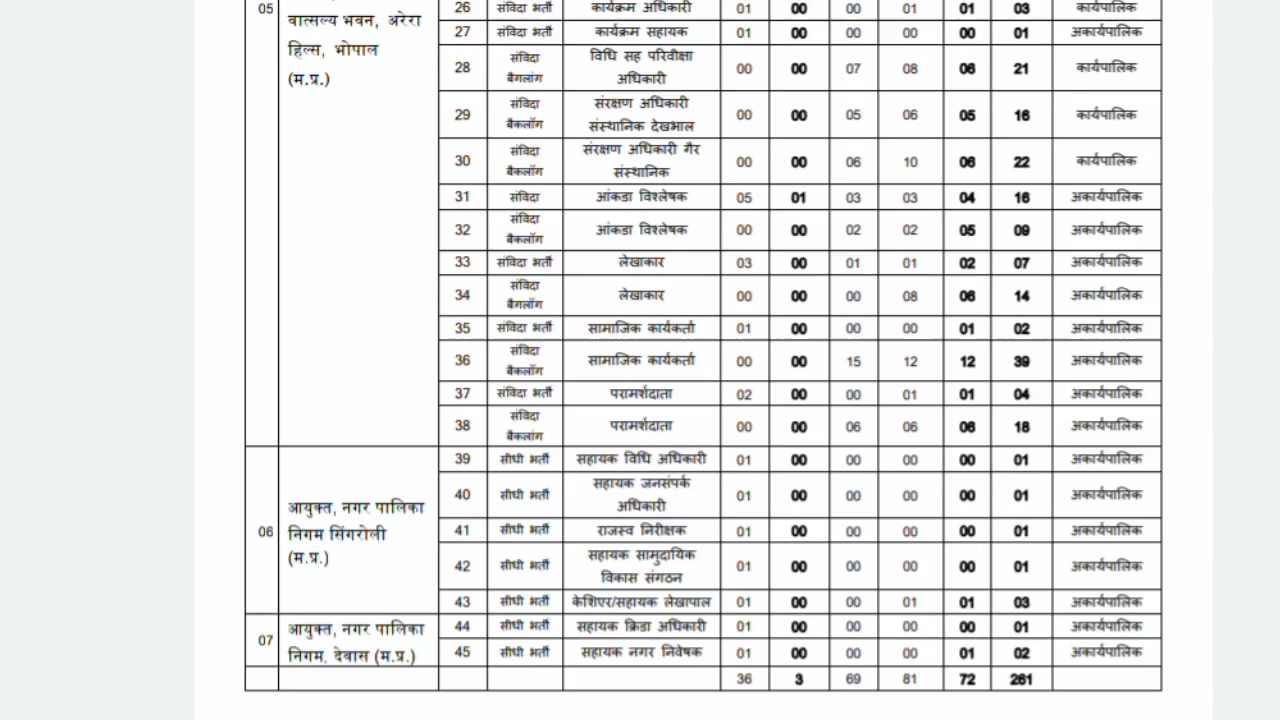 05 वात्सल्य भवन, अरेरा हिल्स, भोपाल (म.प्र.) 26 संविदा भर्ती कार्यक्रम अधिकारी 01 00 00 01 01 03 कार्यपालिक
27 संविदा भर्ती कार्यक्रम सहायक 01 00 00 00 00 01 अकार्यपालिक
28 संविदा बैगलांग विधि सह परिवीक्षा अधिकारी 00 00 07 08 06 21 कार्यपालिक
29 संविदा बैकलॉग संरक्षण अधिकारी संस्थानिक देखभाल 00 00 05 06 05 16 कार्यपालिक
30 संविदा बैकलॉग संरक्षण अधिकारी गैर संस्थानिक 00 00 06 10 06 22 कार्यपालिक
31 संविदा आंकडा विश्लेषक 05 01 03 03 04 16 अकार्यपालिक
32 संविदा बैकलॉग आंकडा विश्लेषक 00 00 02 02 05 09 अकार्यपालिक
33 संविदा भर्ती लेखाकार 03 00 01 01 02 07 अकार्यपालिक
34 संविदा बैगलॉग लेखाकार 00 00 00 08 06 14 अकार्यपालिक
35 संविदा भर्ती सामाजिक कार्यकर्ता 01 00 00 00 01 02 अकार्यपालिक
36 संविदा बैकलॉग सामाजिक कार्यकर्ता 00 00 15 12 12 39 अकार्यपालिक
37 संविदा भर्ती परामर्शदाता 02 00 00 01 01 04 अकार्यपालिक
38 संविदा बैकलांग परामर्शदाता 00 00 06 06 06 18 अकार्यपालिक
06 आयुक्त, नगर पालिका निगम सिंगरोली (म.प्र.) 39 सीधी भर्ती सहायक विधि अधिकारी 01 00 00 00 00 01 अकार्यपालिक
40 सीधी भर्ती सहायक जनसंपर्क अधिकारी 01 00 00 00 00 01 अकार्यपालिक
41 सीधी भर्ती राजस्व निरीक्षक 01 00 00 00 00 01 अकार्यपालिक
42 सीधी भर्ती सहायक सामुदायिक विकास संगठन 01 00 00 00 00 01 अकार्यपालिक
43 सीधी भर्ती केशिएर/सहायक लेखापाल 01 00 00 01 01 03 अकार्यपालिक
07 आयुक्त, नगर पालिका निगम, देवास (म.प्र.) 44 सीधी भर्ती सहायक क्रिडा अधिकारी 01 00 00 00 00 01 अकार्यपालिक
45 सीधी भर्ती सहायक नगर निवेषक 01 00 00 00 01 02 अकार्यपालिक
36 3 69 81 72 261